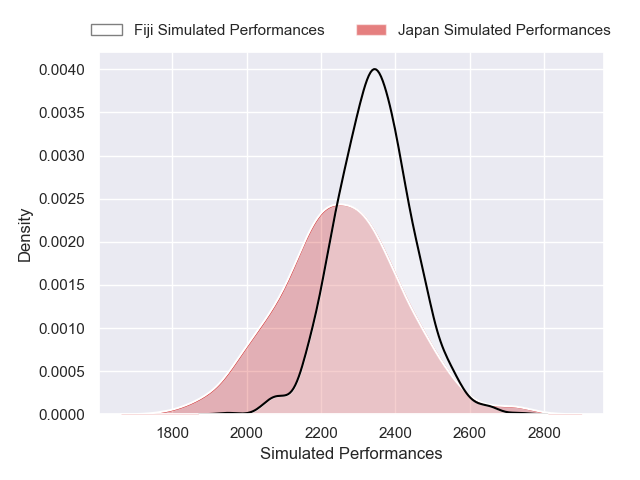 Fiji Simulated Performances
Japan Simulated Performances
0.0040
0.0035
0.0030
0.0025
0.0020
0.0015
0.0010
0.0005
0.0000
Density
1800 2000 2200 2400 2600 2800
Simulated Performances